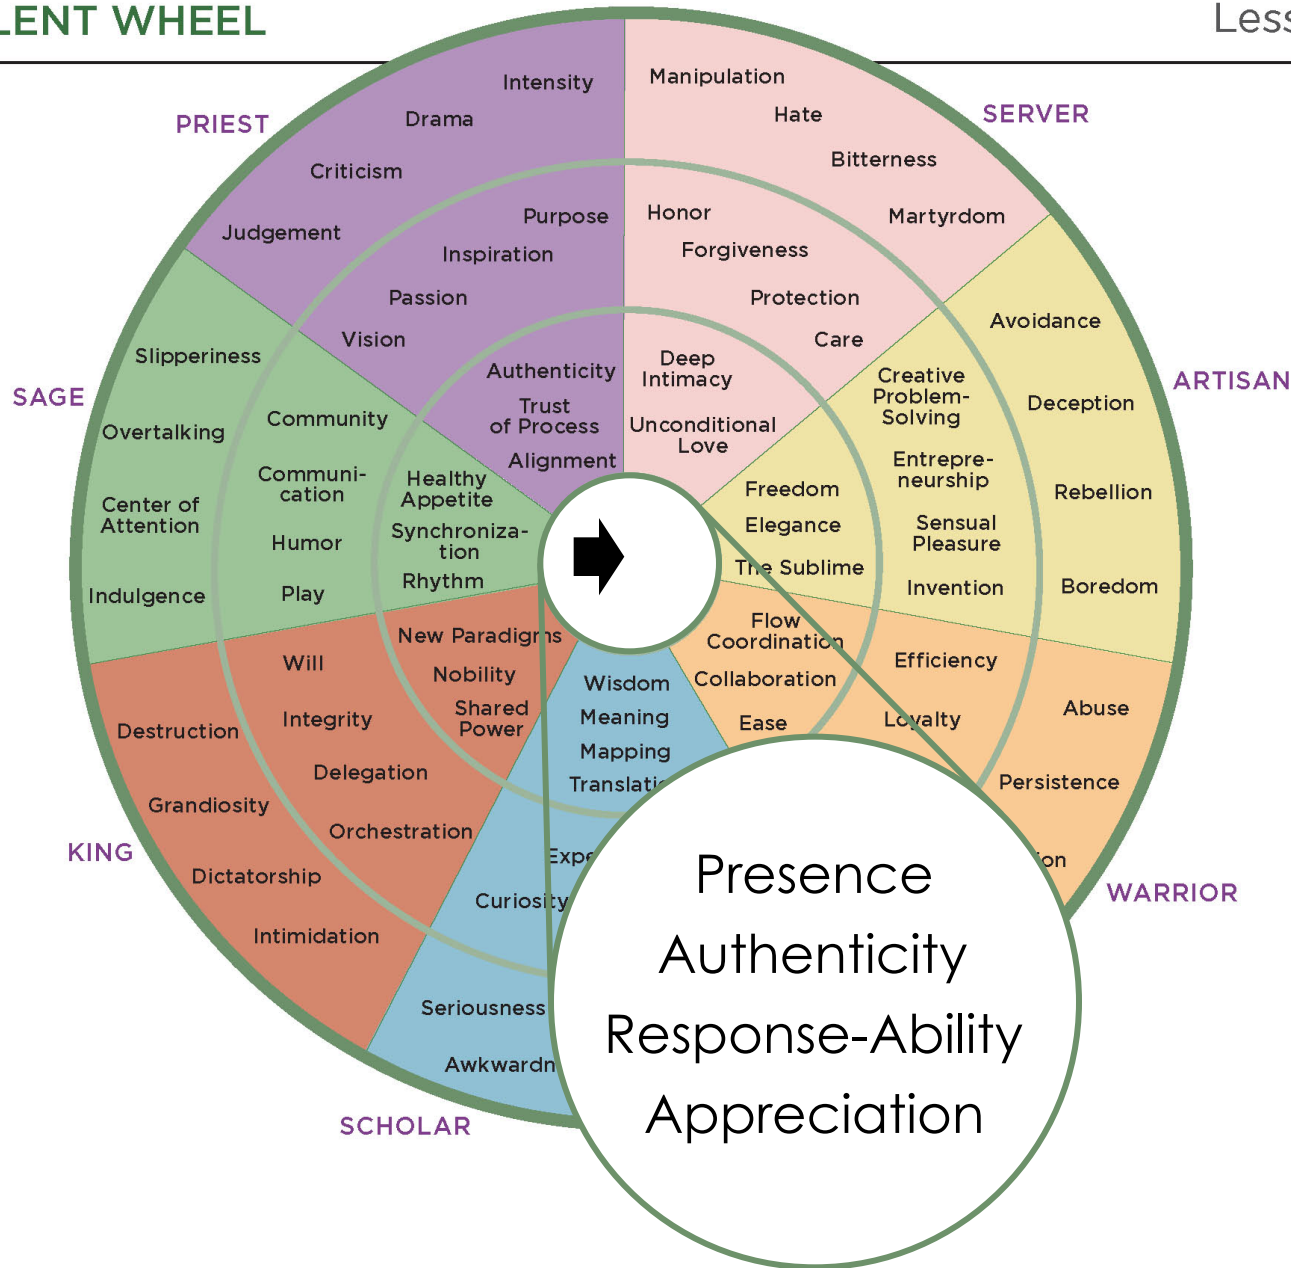 WHEEL
PRIEST
Intensity
Drama
Criticism
Judgement
Purpose
Inspiration
Passion
Vision
Authenticity
Trust
of Process
Alignment
SERVER
Manipulation
Hate
Bitterness
Martyrdom
Honor
Forgiveness
Protection
Care
Deep
Intimacy
Unconditional
Love
ARTISAN
Avoidance
Deception
Rebellion
Boredom
Creative
Problem-
Solving
Entrepre-
neurship
Sensual
Pleasure
Invention
Freedom
Elegance
The Sublime
WARRIOR
Abuse
Persistence
Efficiency
Loyalty
Flow
Coordination
Collaboration
Ease
SCHOLAR
Wisdom
Meaning
Mapping
Curiosity
Seriousness
KING
New Paradigms
Nobility
Shared
Power
Will
Integrity
Delegation
Orchestration
Destruction
Grandiosity
Dictatorship
Intimidation
SAGE
Slipperiness
Overtalking
Center of
Attention
Indulgence
Community
Communi-
cation
Humor
Play
Healthy
Appetite
Synchroniza-
tion
Rhythm
Presence
Authenticity
Response-Ability
Appreciation